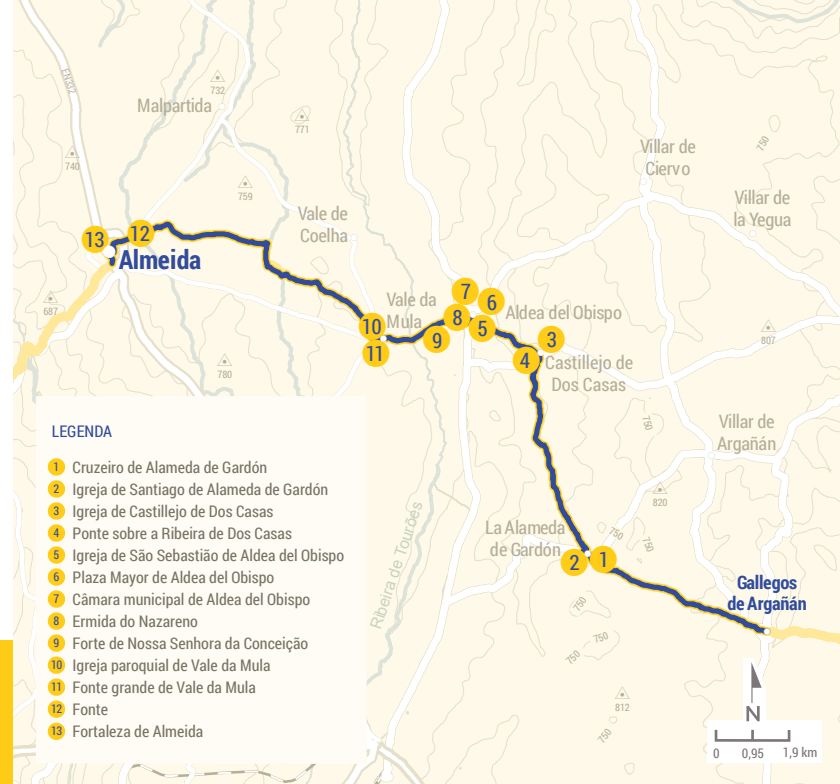 EN332
732
Malpartida
771
740
759
Villar de
Ciervo
750
Villar de
la Yegua
Vale de
Coelha
13
12
Almeida
687
780
Vale da
Mula
10
11
7
6
8
5
9
Aldea del Obispo
3
4
Castillejo de
Dos Casas
807
750
Villar de
Argañán
820
750
750
La Alameda
de Gardón
2
1
750
750
750
812
750
Gallegos
de Argañán
Ribeira de Tourões
LEGENDA
1 Cruzeiro de Alameda de Gardón
2 Igreja de Santiago de Alameda de Gardón
3 Igreja de Castillejo de Dos Casas
4 Ponte sobre a Ribeira de Dos Casas
5 Igreja de São Sebastião de Aldea del Obispo
6 Plaza Mayor de Aldea del Obispo
7 Câmara municipal de Aldea del Obispo
8 Ermida do Nazareno
9 Forte de Nossa Senhora da Conceição
10 Igreja paroquial de Vale da Mula
11 Fonte grande de Vale da Mula
12 Fonte
13 Fortaleza de Almeida
N
0 0,95 1,9 km